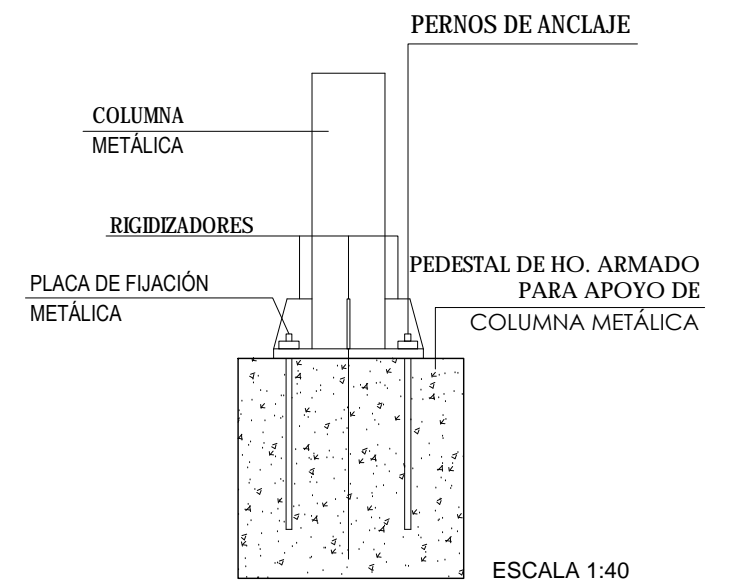 PERNOS DE ANCLAJE
COLUMNA
METÁLICA
RIGIDIZADORES
PLACA DE FIJACIÓN
METÁLICA
PEDESTAL DE HO. ARMADO
PARA APOYO DE
COLUMNA METÁLICA
ESCALA 1:40